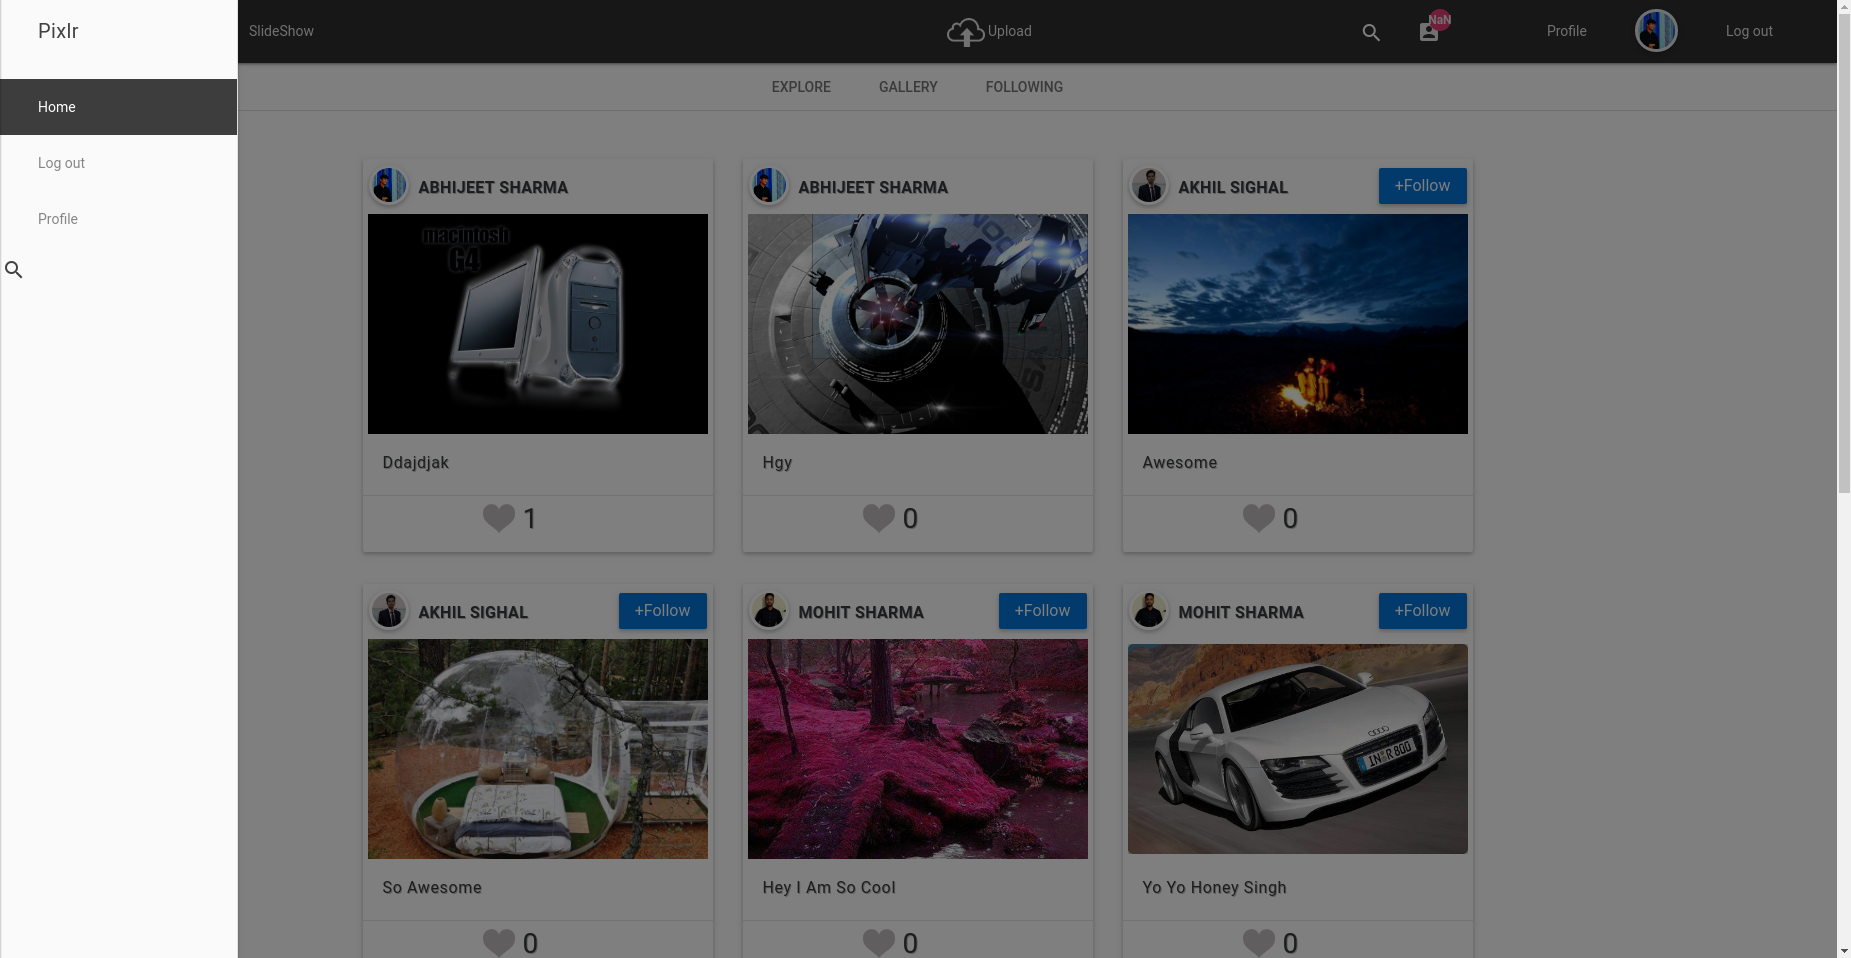 Pixlr
SlideShow
Upload
NaN
Profile
Log out
Home
Log out
Profile
EXPLORE
GALLERY
FOLLOWING
ABHIJEET SHARMA
ABHIJEET SHARMA
AKHIL SIGHAL
+Follow
macintosh
G4
Ddajdjak
Hgy
Awesome
1
0
0
AKHIL SIGHAL
+Follow
MOHIT SHARMA
+Follow
MOHIT SHARMA
+Follow
IN R 800
So Awesome
Hey I Am So Cool
Yo Yo Honey Singh
0
0
0